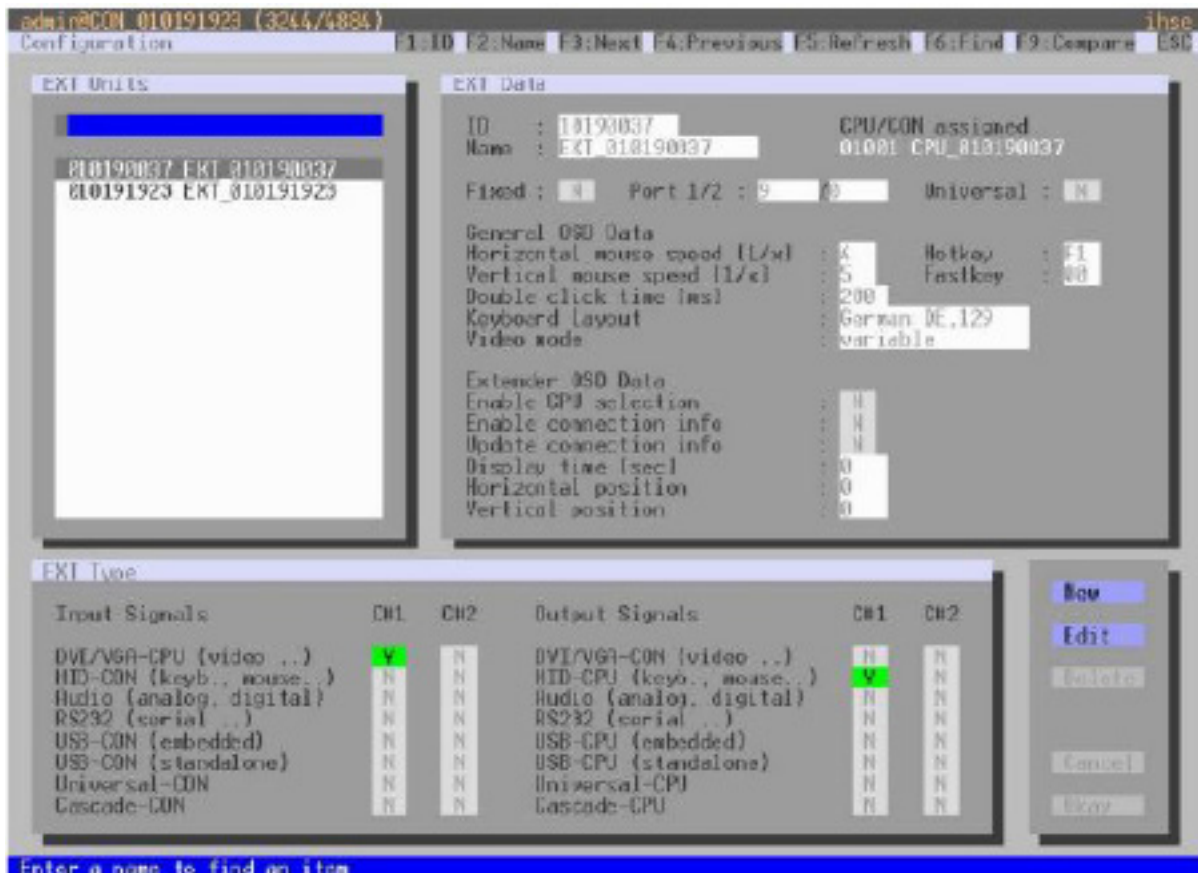 admin@CON_010191923 (3244/4884) ihse
Configuration F1:ID F2:Name F3:Next F4:Previous F5:Refresh F6:Find F9:Compare ESC
EXT Units
010190037 EXT_010190037
010191923 EXT_010191923
EXT Data
ID : 10190037 CPU/CON assigned
Name : EXT_010190037 01001 CPU_010190037
Fixed : N Port 1/2 : 9 /0 Universal : N
General OSD Data
Horizontal mouse speed [1/x] : Hotkey :
Vertical mouse speed [1/x] : 5 Fastkey :
Double click time [ms] : 200
Keyboard Layout : German DE,129
Video mode : variable
Extender OSD Data
Enable CPU selection : N
Enable connection info : N
Update connection info : N
Display time [sec] : 0
Horizontal position : 0
Vertical position : 0
EXT Type
Input Signals CH1 CH2 Output Signals CH1 CH2
DVI/VGA-CPU (video ..) Y N DVI/VGA-CON (video ..) N N
HID-CON (keyb., mouse..) N N HID-CPU (keyb., mouse..) Y N
Audio (analog, digital) N N Audio (analog, digital) N N
RS232 (serial ..) N N RS232 (serial ..) N N
USB-CON (embedded) N N USB-CPU (embedded) N N
USB-CON (standalone) N N USB-CPU (standalone) N N
Universal-CON N N Universal-CPU N N
Cascade-CON N N Cascade-CPU N N
New
Edit
Delete
Cancel
Okay
Enter a name to find an item